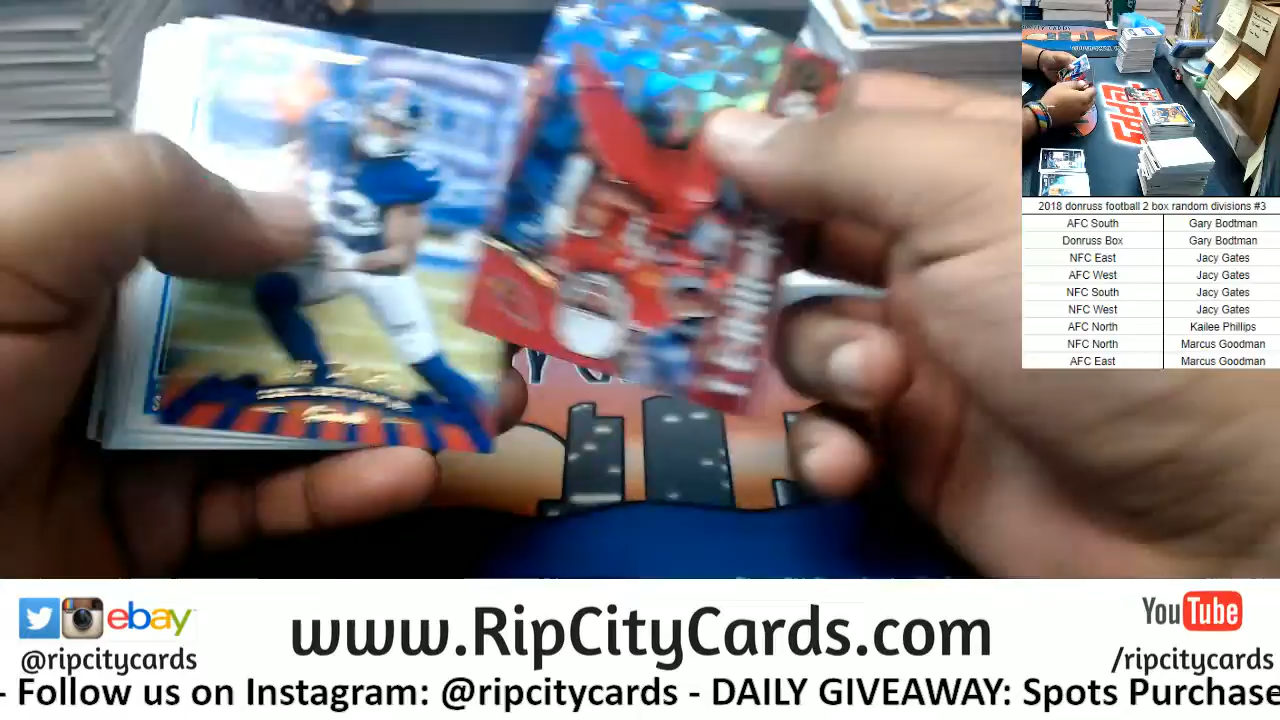 2018 donruss football 2 box random divisions #3
AFC South Gary Bodtman
Donruss Box Gary Bodtman
NFC East Jacy Gates
AFC West Jacy Gates
NFC South Jacy Gates
NFC West Jacy Gates
AFC North Kailee Phillips
NFC North Marcus Goodman
AFC East Marcus Goodman
ebay
@ripcitycards
www.RipCityCards.com
YouTube
/ripcitycards
- Follow us on Instagram: @ripcitycards - DAILY GIVEAWAY: Spots Purchase